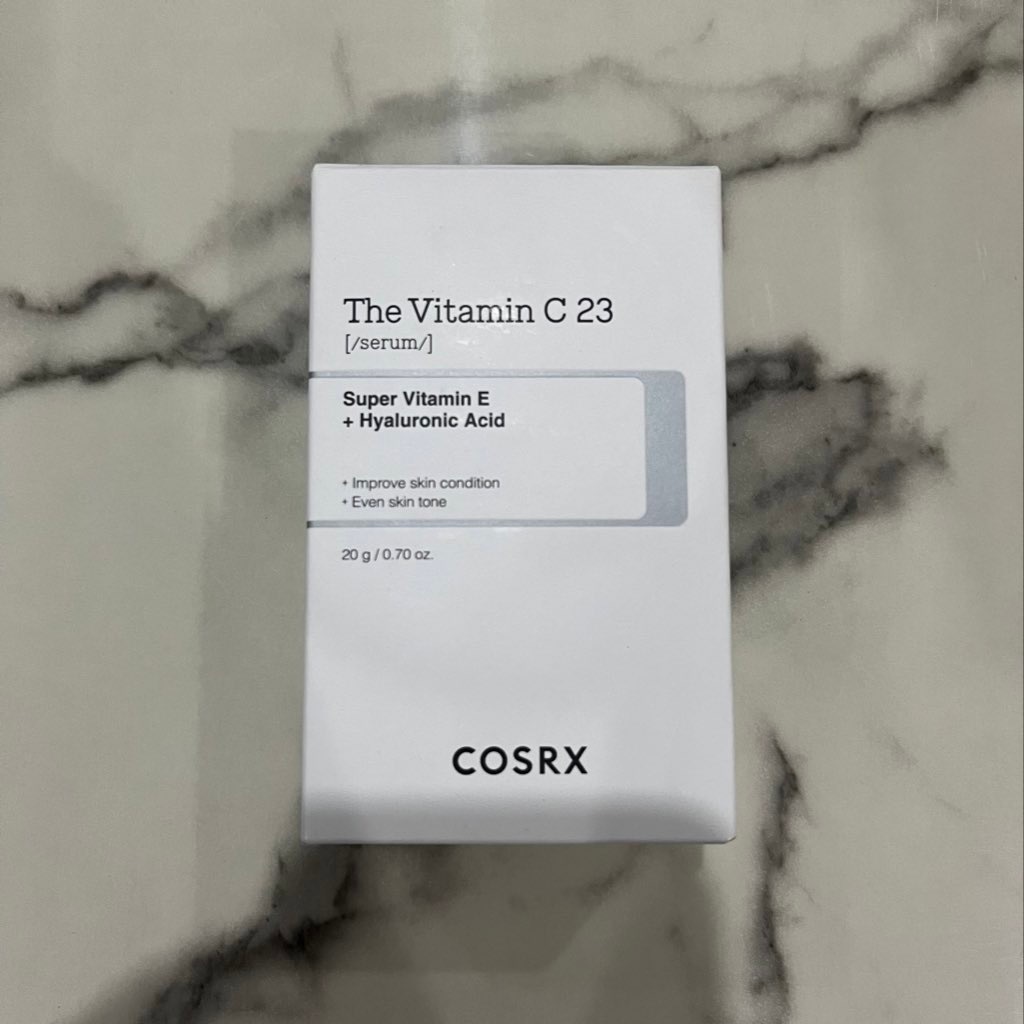 The Vitamin C 23
[/serum/]
Super Vitamin E
+ Hyaluronic Acid
+ Improve skin condition
+ Even skin tone
20 g / 0.70 oz.
COSRX